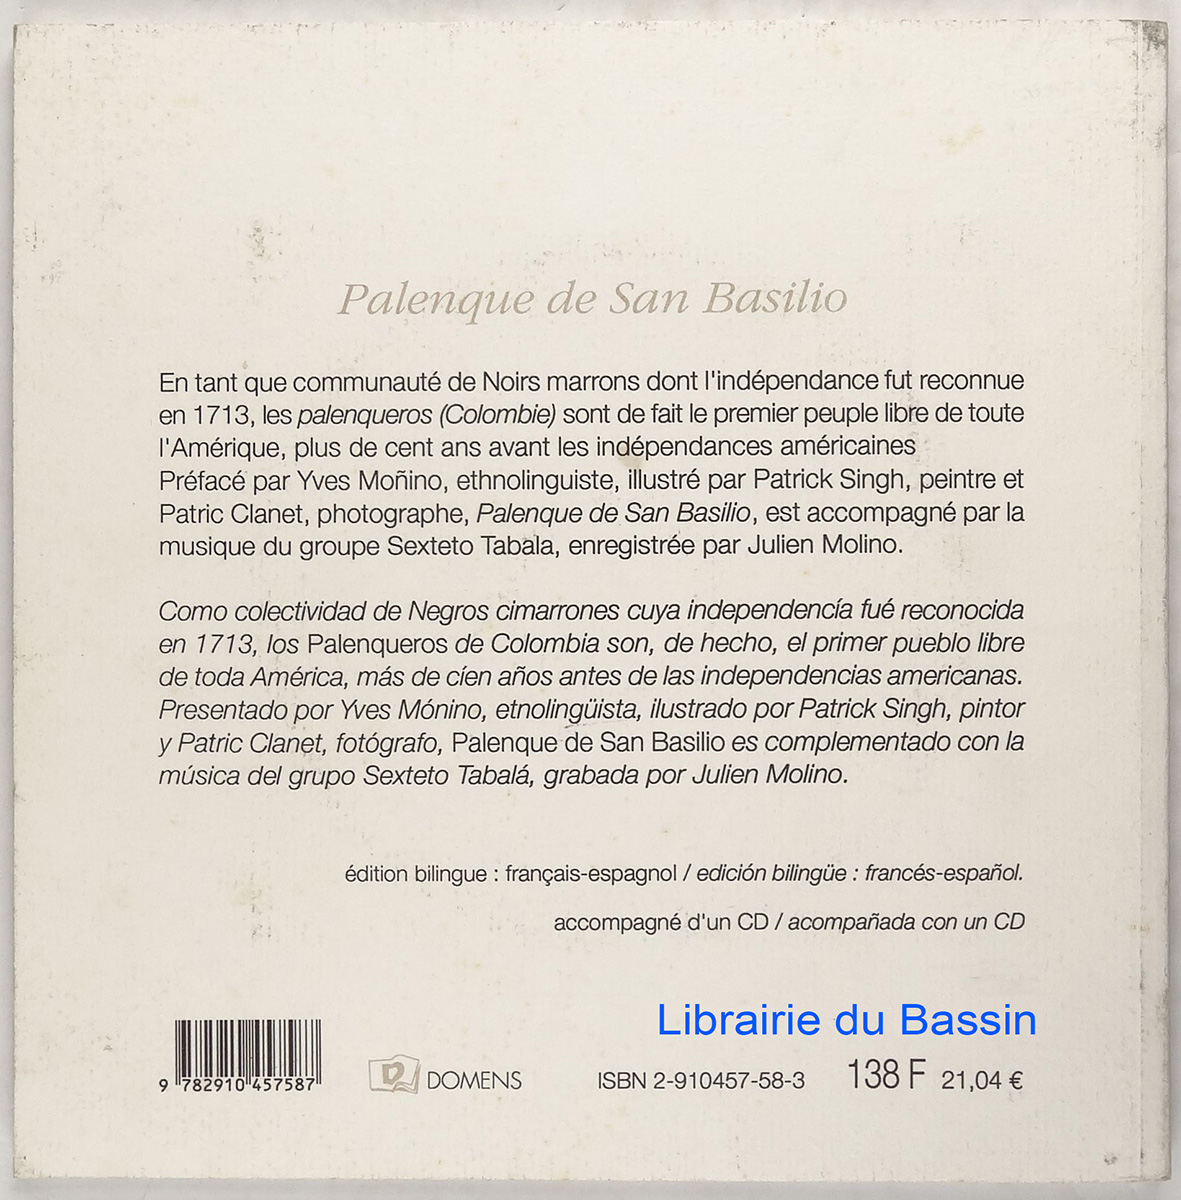 Palenque de San Basilio
En tant que communauté de Noirs marrons dont l'indépendance fut reconnue
en 1713, les palenqueros (Colombie) sont de fait le premier peuple libre de toute
l'Amérique, plus de cent ans avant les indépendances américaines
Préfacé par Yves Moñino, ethnolinguiste, illustré par Patrick Singh, peintre et
Patric Clanet, photographe, Palenque de San Basilio, est accompagné par la
musique du groupe Sexteto Tabala, enregistrée par Julien Molino.
Como colectividad de Negros cimarrones cuya independencía fué reconocida
en 1713, los Palenqueros de Colombia son, de hecho, el primer pueblo libre
de toda América, más de cíen años antes de las independencias americanas.
Presentado por Yves Mónino, etnolingüista, ilustrado por Patrick Singh, pintor
y Patric Clanet, fotógrafo, Palenque de San Basilio es complementado con la
música del grupo Sexteto Tabalá, grabada por Julien Molino.
édition bilingue : français-espagnol / edición bilingüe : francés-español.
accompagné d'un CD / acompañada con un CD
Librairie du Bassin
9 782910 457587
DOMENS
ISBN 2-910457-58-3
138 F 21,04 €